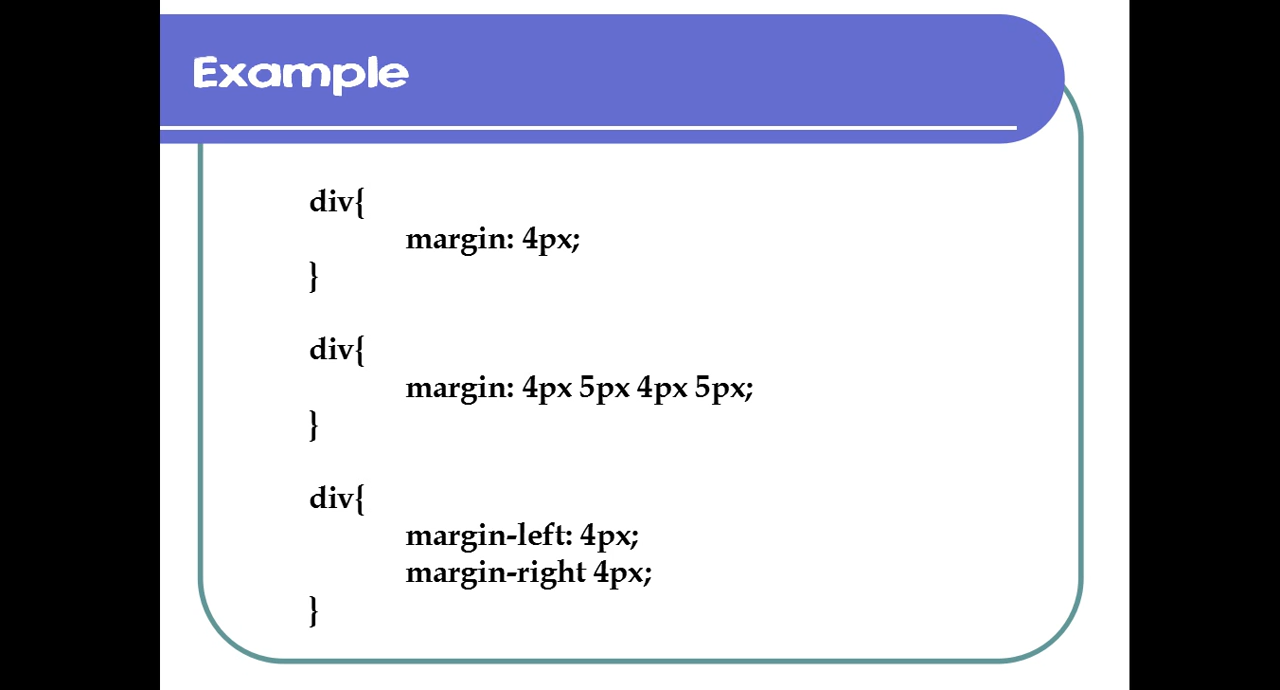 Example
div{
margin: 4px;
}
div{
margin: 4px 5px 4px 5px;
}
div{
margin-left: 4px;
margin-right 4px;
}